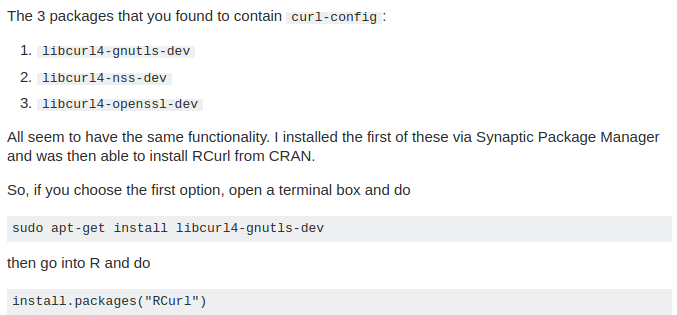 The 3 packages that you found to contain curl-config:
1. libcurl4-gnutls-dev
2. libcurl4-nss-dev
3. libcurl4-openssl-dev
All seem to have the same functionality. I installed the first of these via Synaptic Package Manager
and was then able to install RCurl from CRAN.
So, if you choose the first option, open a terminal box and do
sudo apt-get install libcurl4-gnutls-dev
then go into R and do
install.packages("RCurl")